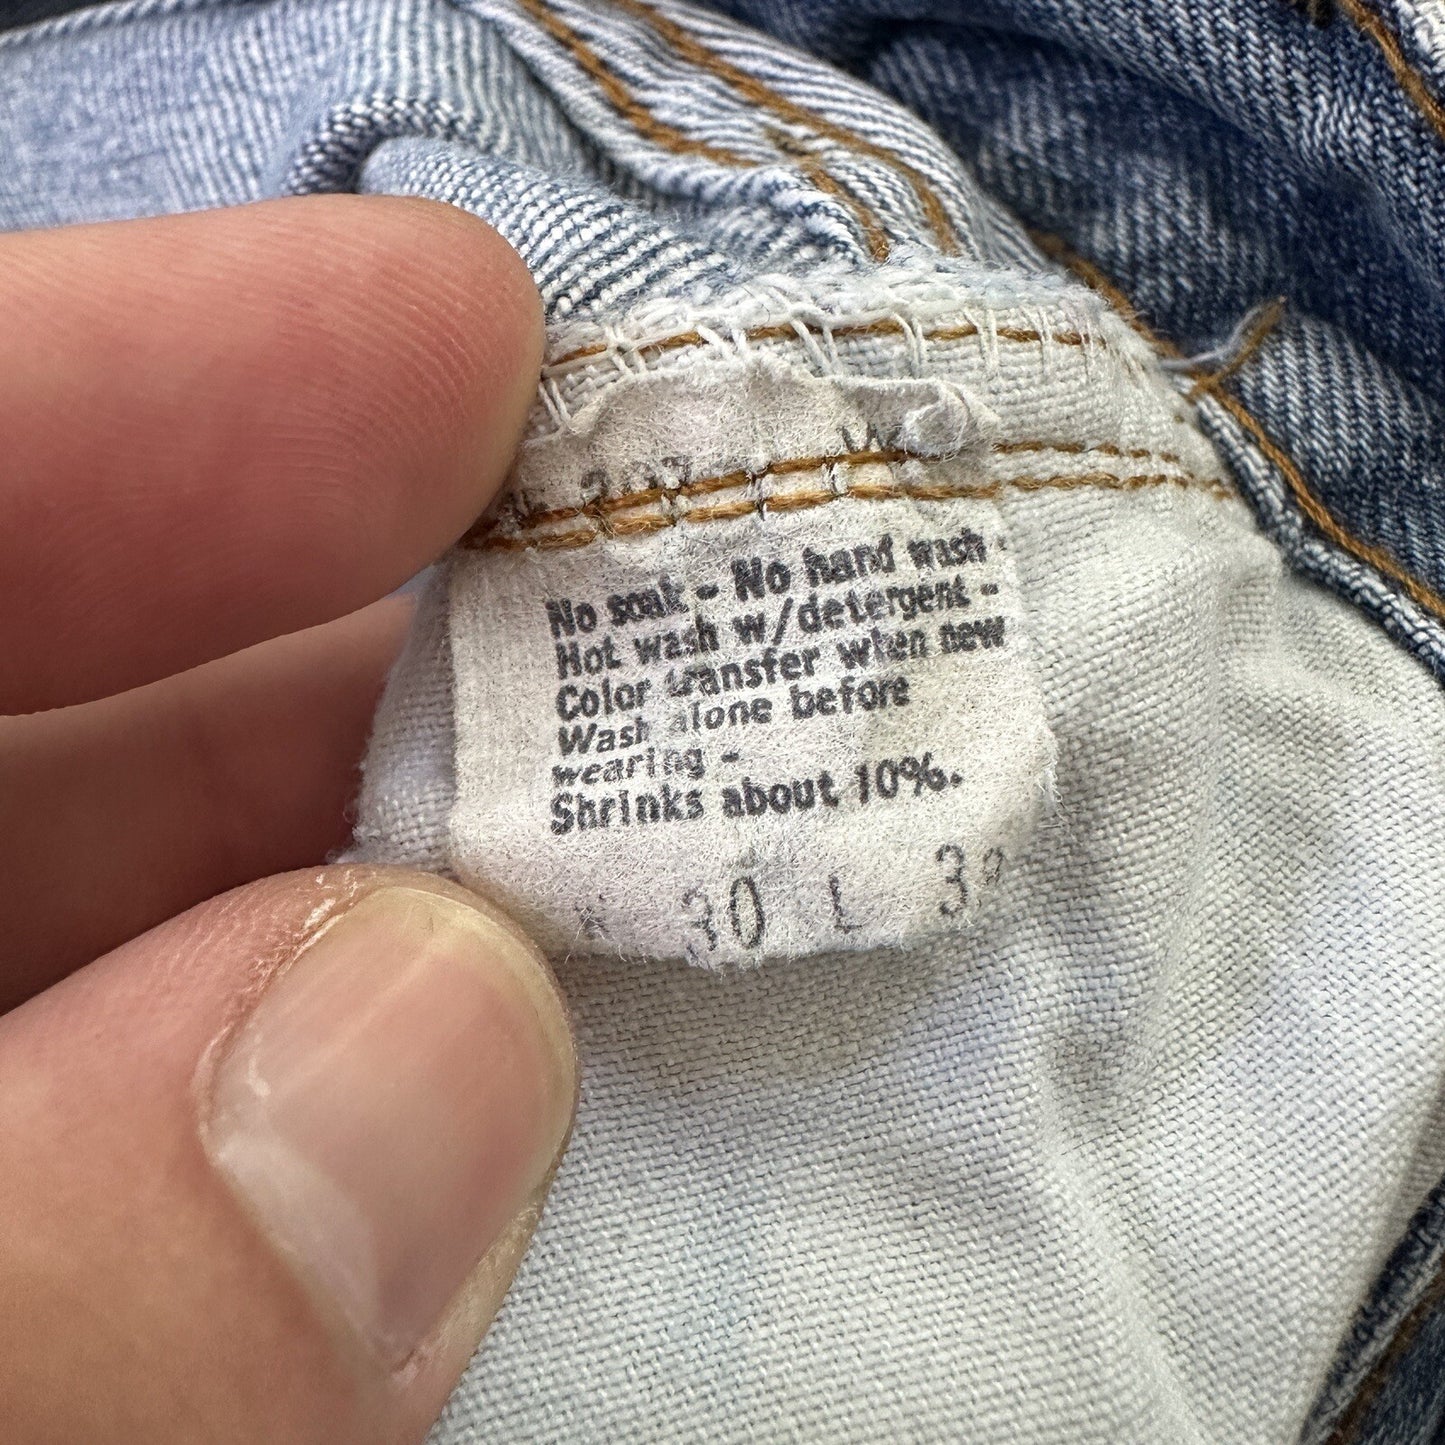 No soak - No hand wash -
Hot wash w/detergent -
Color transfer when new
Wash alone before
wearing -
Shrinks about 10%.
30 L